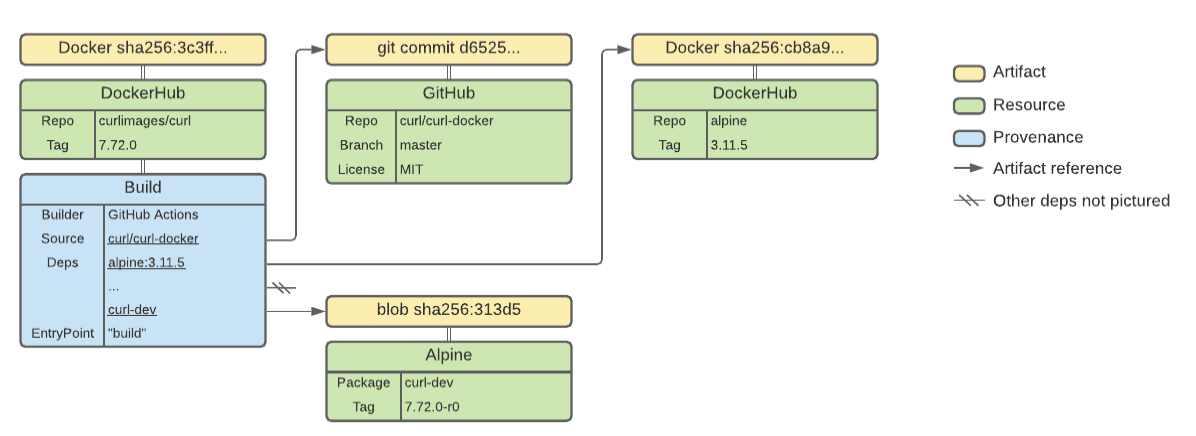 Docker sha256:3c3ff...
DockerHub
Repo curlimages/curl
Tag 7.72.0
Build
Builder GitHub Actions
Source curl/curl-docker
Deps alpine:3.11.5
...
curl-dev
EntryPoint "build"
git commit d6525...
GitHub
Repo curl/curl-docker
Branch master
License MIT
Docker sha256:cb8a9...
DockerHub
Repo alpine
Tag 3.11.5
blob sha256:313d5
Alpine
Package curl-dev
Tag 7.72.0-r0
Artifact
Resource
Provenance
Artifact reference
Other deps not pictured